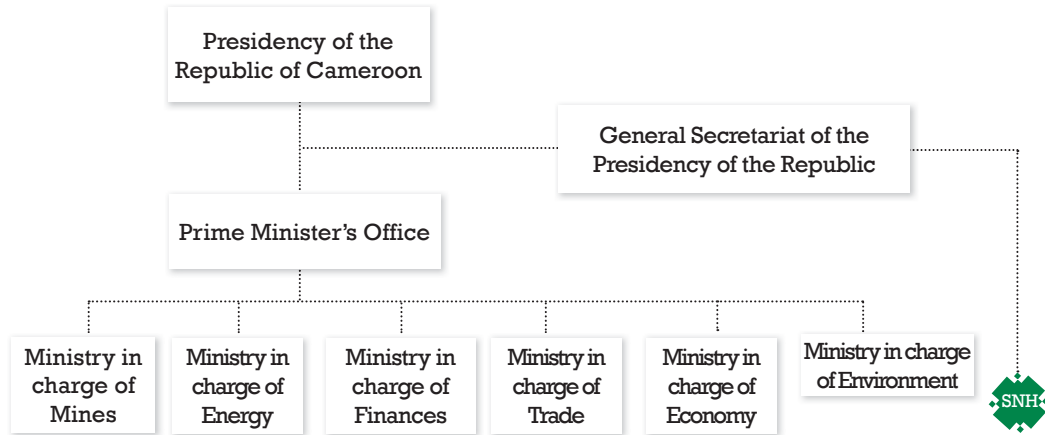 Presidency of the
Republic of Cameroon
General Secretariat of the
Presidency of the Republic
Prime Minister’s Office
Ministry in
charge of
Mines
Ministry in
charge of
Energy
Ministry in
charge of
Finances
Ministry in
charge of
Trade
Ministry in
charge of
Economy
Ministry in charge
of Environment
SNH